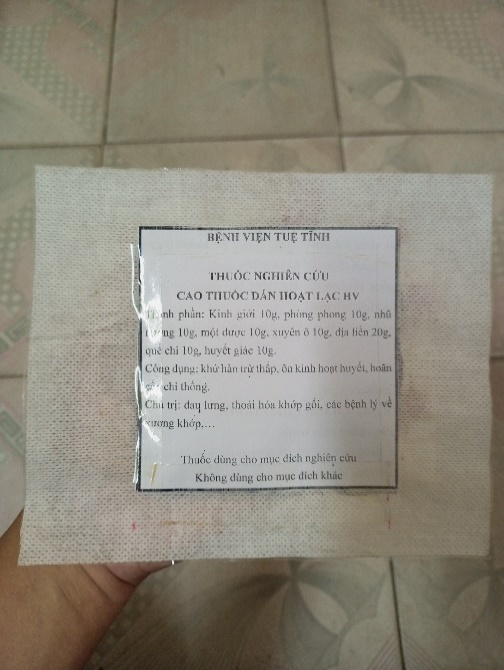 BỆNH VIỆN TUỆ TĨNH
THUỐC NGHIÊN CỨU
CAO THUỐC DÁN HOẠT LẠC HV
Thành phần: Kinh giới 10g, phòng phong 10g, nhũ
hương 10g, một dược 10g, xuyên ô 10g, địa liền 20g,
quế chi 10g, huyết giác 10g.
Công dụng: khứ hàn trừ thấp, ôn kinh hoạt huyết, hoãn
cấp chỉ thống.
Chủ trị: đau lưng, thoái hóa khớp gối, các bệnh lý về
xương khớp,...
Thuốc dùng cho mục đích nghiên cứu
Không dùng cho mục đích khác